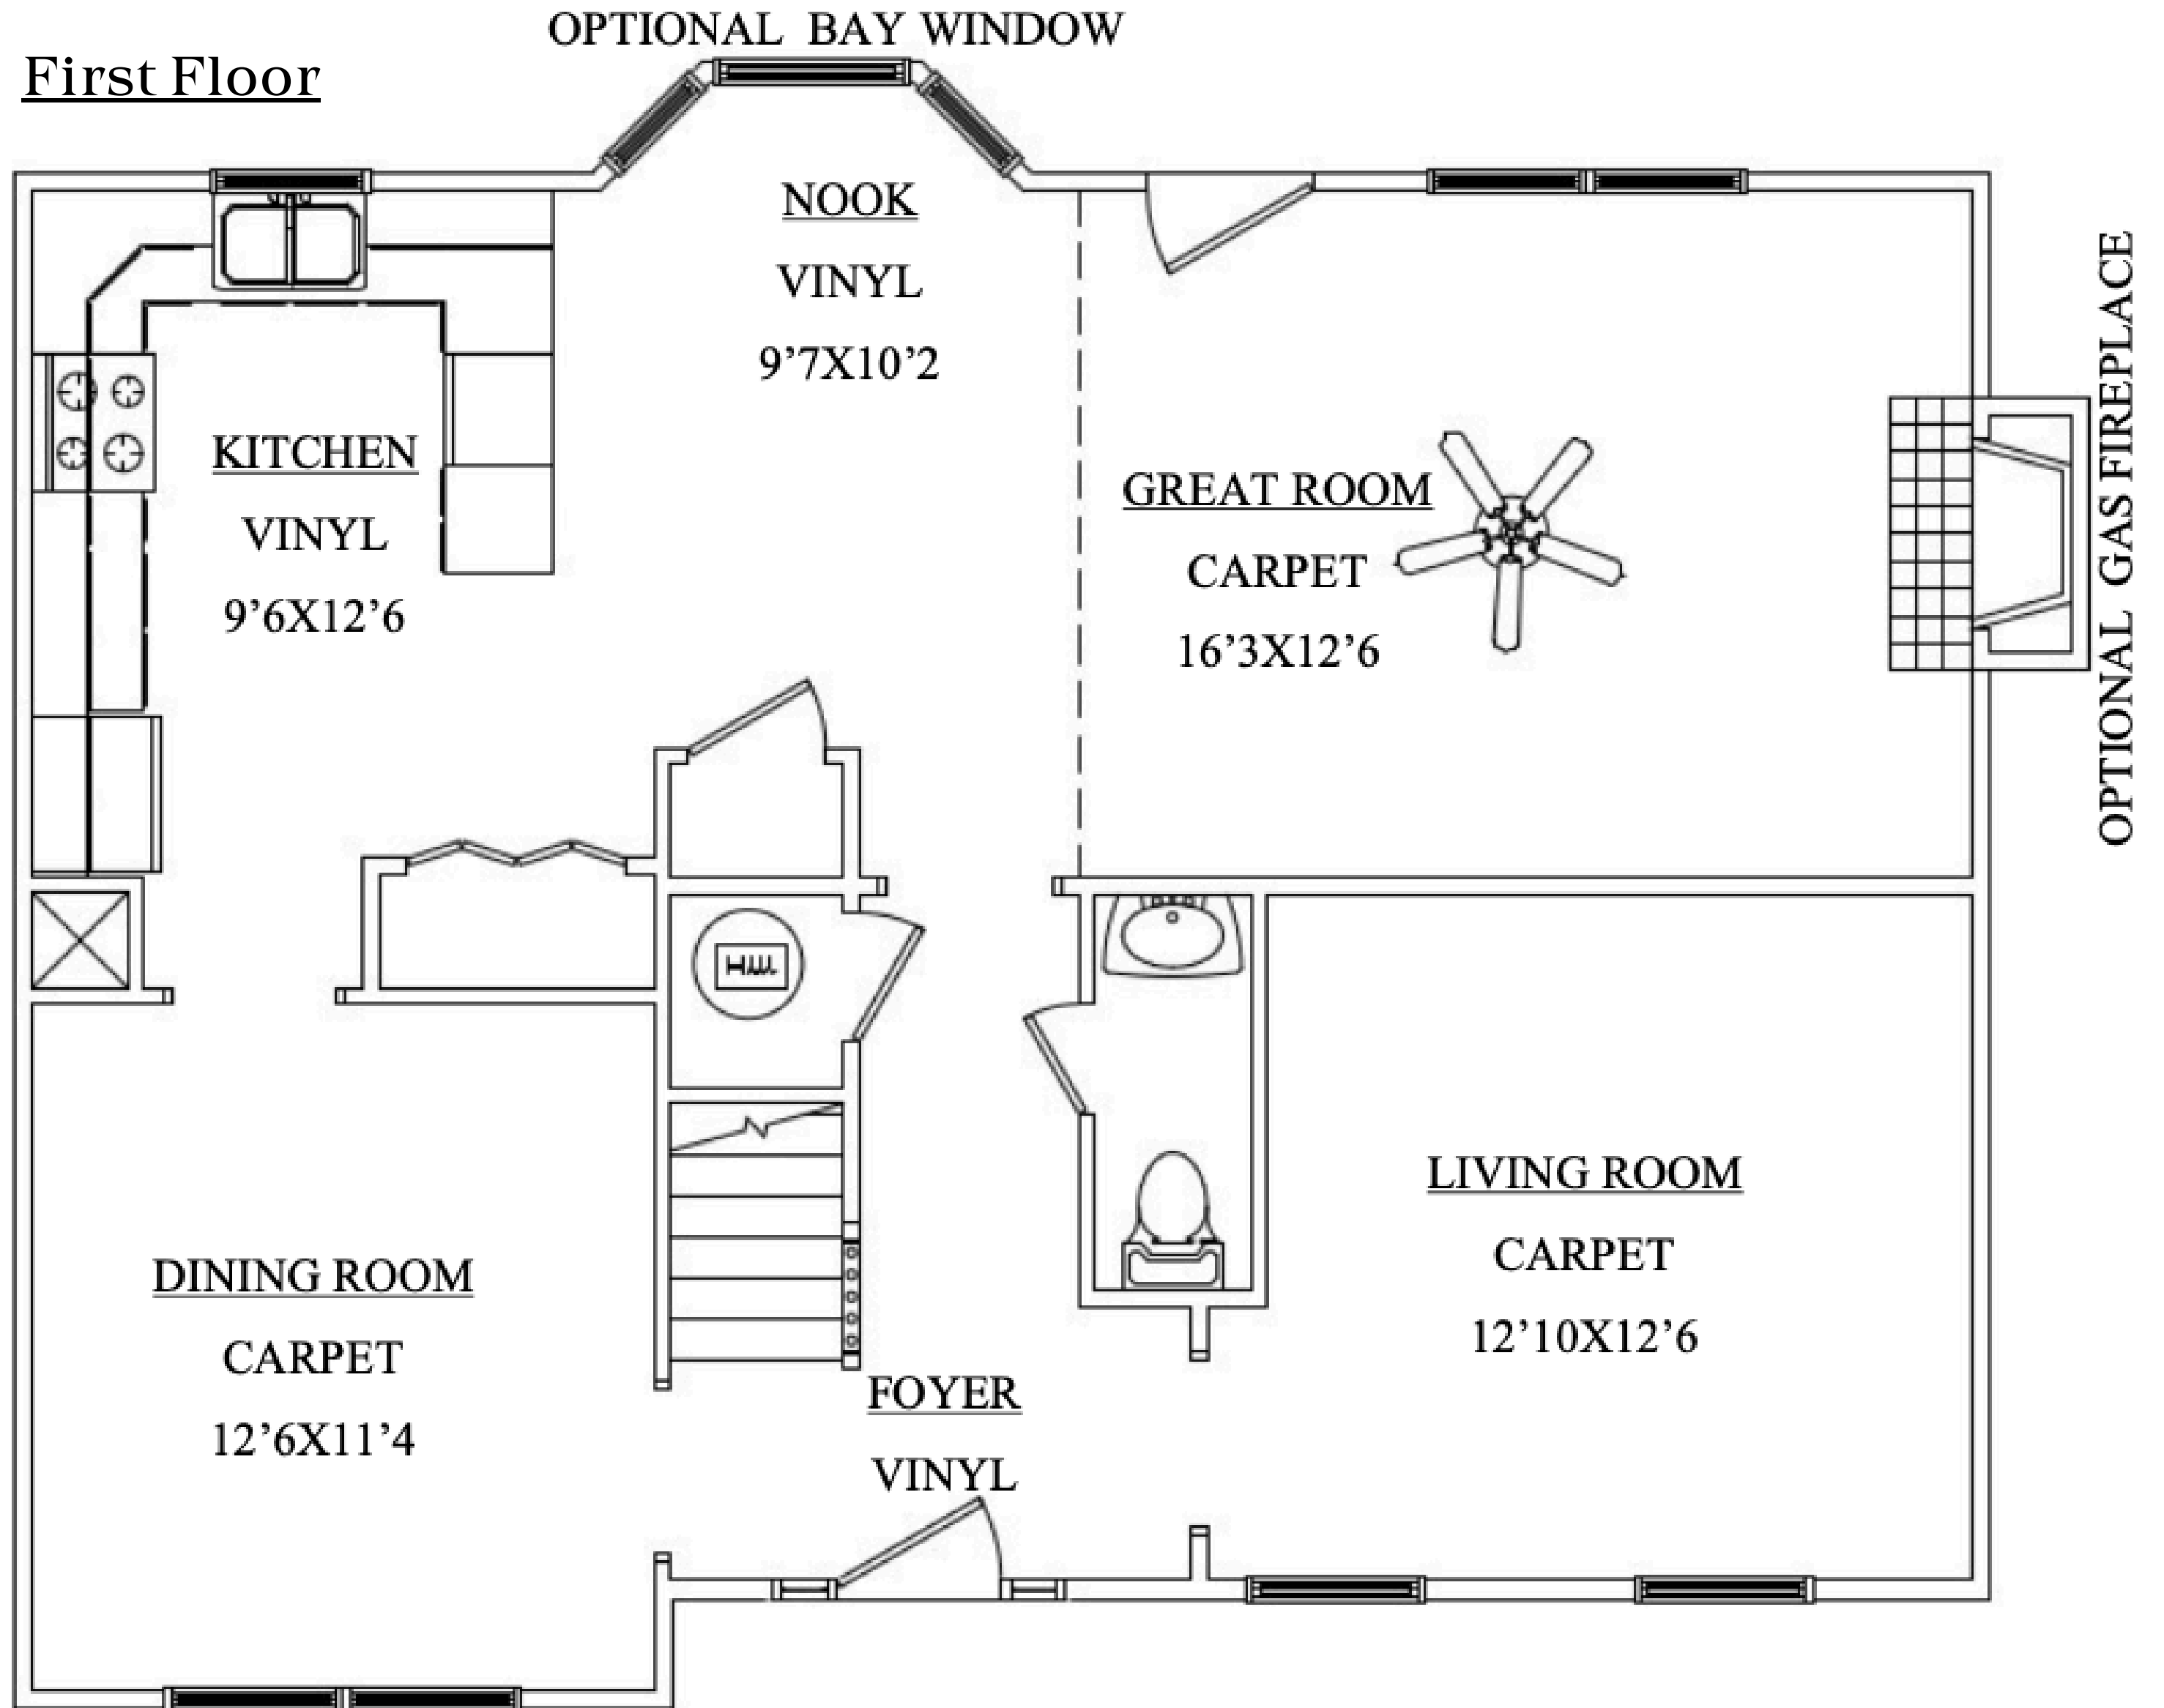 OPTIONAL BAY WINDOW
First Floor
NOOK
VINYL
9’7X10’2
KITCHEN
VINYL
9’6X12’6
GREAT ROOM
CARPET
16’3X12’6
OPTIONAL GAS FIREPLACE
DINING ROOM
CARPET
12’6X11’4
LIVING ROOM
CARPET
12’10X12’6
FOYER
VINYL